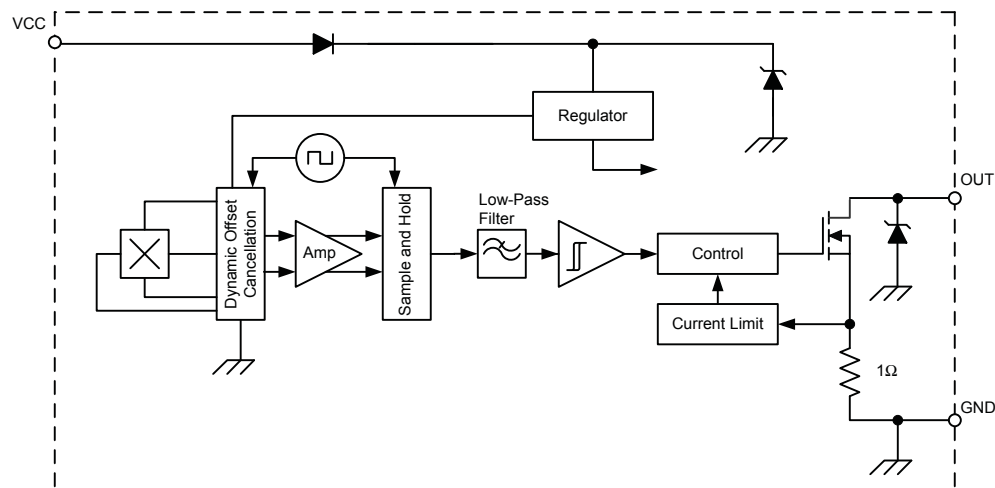 VCC
Regulator
OUT
Low-Pass
Filter
Dynamic Offset
Cancellation
Amp
Sample and Hold
Control
Current Limit
1Ω
GND